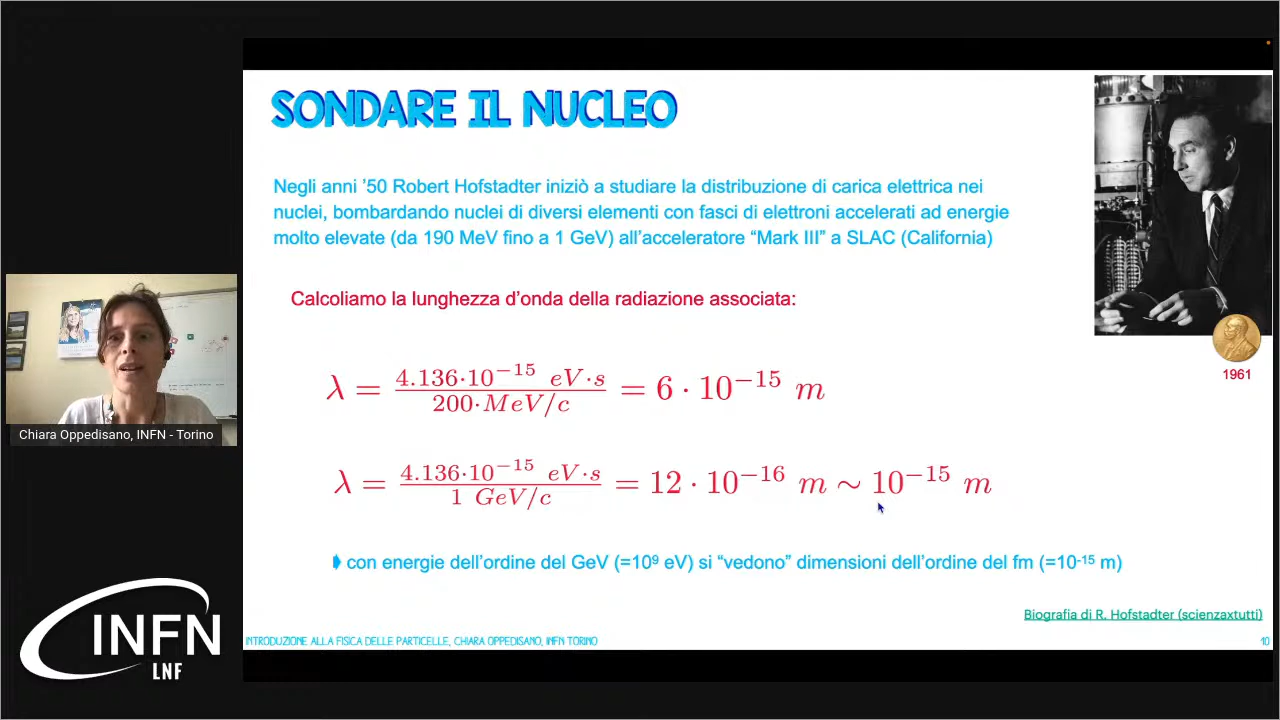 SONDARE IL NUCLEO
Negli anni ’50 Robert Hofstadter iniziò a studiare la distribuzione di carica elettrica nei
nuclei, bombardando nuclei di diversi elementi con fasci di elettroni accelerati ad energie
molto elevate (da 190 MeV fino a 1 GeV) all’acceleratore “Mark III” a SLAC (California)
Calcoliamo la lunghezza d’onda della radiazione associata:
1961
λ = 4.136·10⁻¹⁵ eV·s / 200·MeV/c = 6 · 10⁻¹⁵ m
Chiara Oppedisano, INFN - Torino
λ = 4.136·10⁻¹⁵ eV·s / 1 GeV/c = 12 · 10⁻¹⁶ m ∼ 10⁻¹⁵ m
➧ con energie dell’ordine del GeV (=10⁹ eV) si “vedono” dimensioni dell’ordine del fm (=10⁻¹⁵ m)
Biografia di R. Hofstadter (scienzaxtutti)
INTRODUZIONE ALLA FISICA DELLE PARTICELLE, CHIARA OPPEDISANO, INFN TORINO
10
INFN
LNF